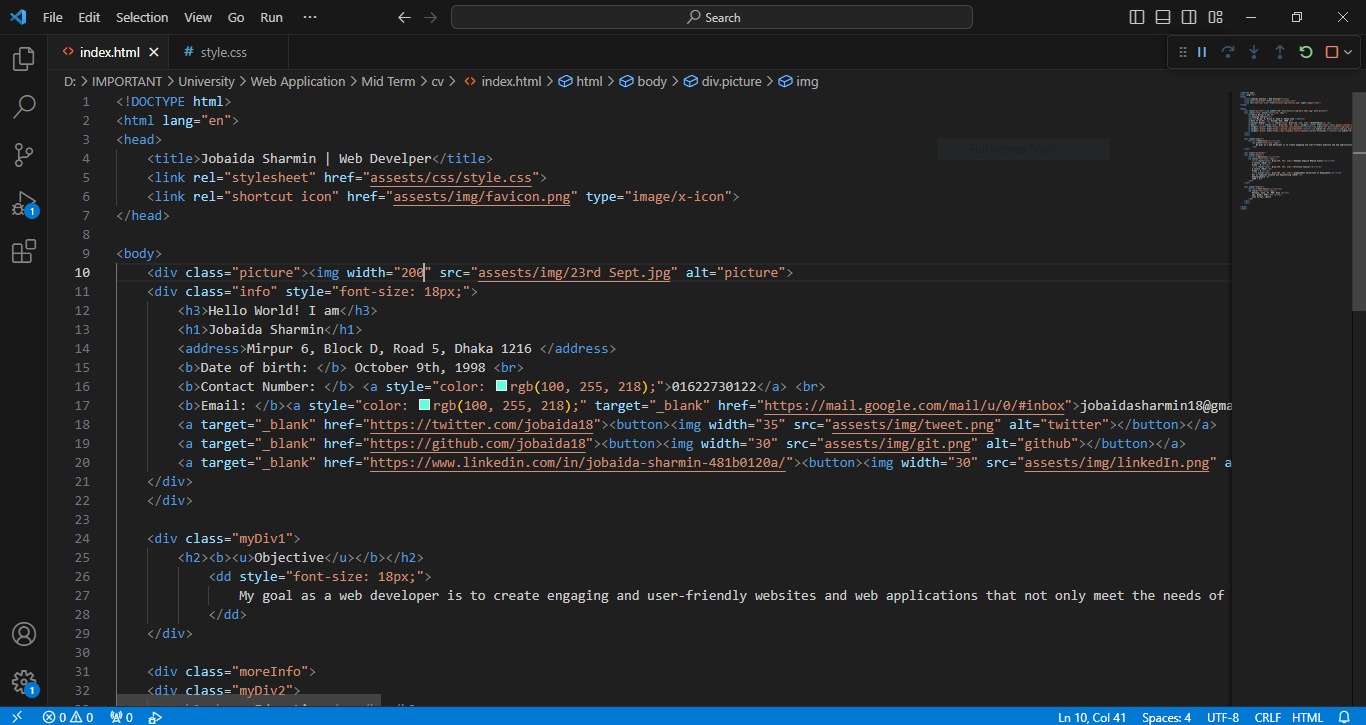 File Edit Selection View Go Run ··· Search
index.html style.css
D: > IMPORTANT > University > Web Application > Mid Term > cv > index.html > html > body > div.picture > img
1 <!DOCTYPE html>
2 <html lang="en">
3 <head>
4 <title>Jobaida Sharmin | Web Develper</title>
5 <link rel="stylesheet" href="assests/css/style.css">
6 <link rel="shortcut icon" href="assests/img/favicon.png" type="image/x-icon">
7 </head>
8
9 <body>
10 <div class="picture"><img width="200" src="assests/img/23rd Sept.jpg" alt="picture">
11 <div class="info" style="font-size: 18px;">
12 <h3>Hello World! I am</h3>
13 <h1>Jobaida Sharmin</h1>
14 <address>Mirpur 6, Block D, Road 5, Dhaka 1216 </address>
15 <b>Date of birth: </b> October 9th, 1998 <br>
16 <b>Contact Number: </b> <a style="color: rgb(100, 255, 218);">01622730122</a> <br>
17 <b>Email: </b><a style="color: rgb(100, 255, 218);" target="_blank" href="https://mail.google.com/mail/u/0/#inbox">jobaidasharmin18@gma
18 <a target="_blank" href="https://twitter.com/jobaida18"><button><img width="35" src="assests/img/tweet.png" alt="twitter"></button></a>
19 <a target="_blank" href="https://github.com/jobaida18"><button><img width="30" src="assests/img/git.png" alt="github"></button></a>
20 <a target="_blank" href="https://www.linkedin.com/in/jobaida-sharmin-481b0120a/"><button><img width="30" src="assests/img/linkedIn.png" a
21 </div>
22 </div>
23
24 <div class="myDiv1">
25 <h2><b><u>Objective</u></b></h2>
26 <dd style="font-size: 18px;">
27 My goal as a web developer is to create engaging and user-friendly websites and web applications that not only meet the needs of
28 </dd>
29 </div>
30
31 <div class="moreInfo">
32 <div class="myDiv2">
1
1
0 0 0 Ln 10, Col 41 Spaces: 4 UTF-8 CRLF HTML